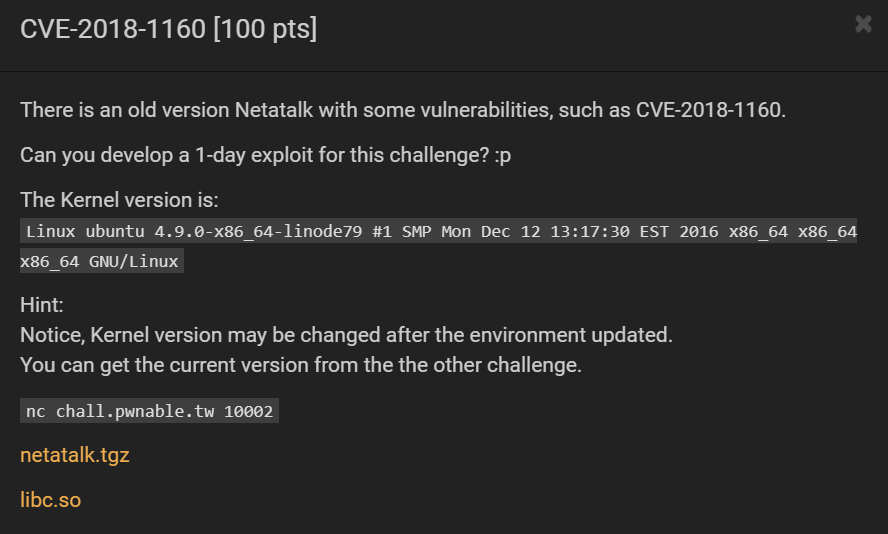 CVE-2018-1160 [100 pts]
×
There is an old version Netatalk with some vulnerabilities, such as CVE-2018-1160.
Can you develop a 1-day exploit for this challenge? :p
The Kernel version is:
Linux ubuntu 4.9.0-x86_64-linode79 #1 SMP Mon Dec 12 13:17:30 EST 2016 x86_64 x86_64
x86_64 GNU/Linux
Hint:
Notice, Kernel version may be changed after the environment updated.
You can get the current version from the the other challenge.
nc chall.pwnable.tw 10002
netatalk.tgz
libc.so